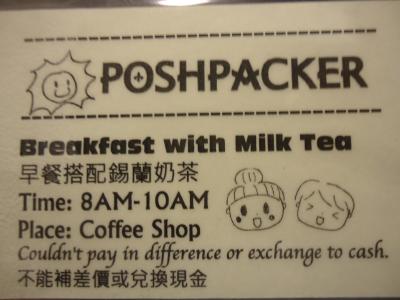 POSHPACKER
Breakfast with Milk Tea
早餐搭配錫蘭奶茶
Time: 8AM-10AM
Place: Coffee Shop
Couldn't pay in difference or exchange to cash.
不能補差價或兌換現金